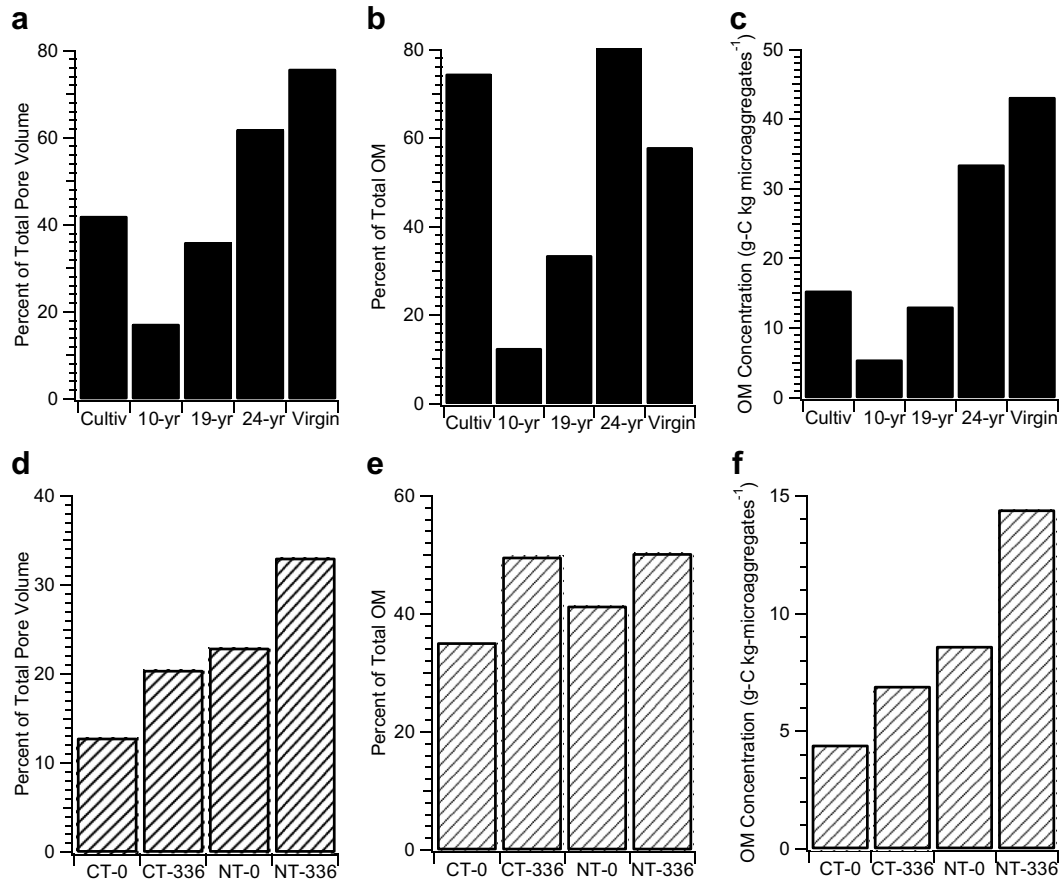 a
Percent of Total Pore Volume
80
60
40
20
0
Cultiv 10-yr 19-yr 24-yr Virgin
b
Percent of Total OM
80
60
40
20
0
Cultiv 10-yr 19-yr 24-yr Virgin
c
OM Concentration (g-C kg microaggregates⁻¹)
50
40
30
20
10
0
Cultiv 10-yr 19-yr 24-yr Virgin
d
Percent of Total Pore Volume
40
30
20
10
0
CT-0 CT-336 NT-0 NT-336
e
Percent of Total OM
60
40
20
0
CT-0 CT-336 NT-0 NT-336
f
OM Concentration (g-C kg-microaggregates⁻¹)
15
10
5
0
CT-0 CT-336 NT-0 NT-336